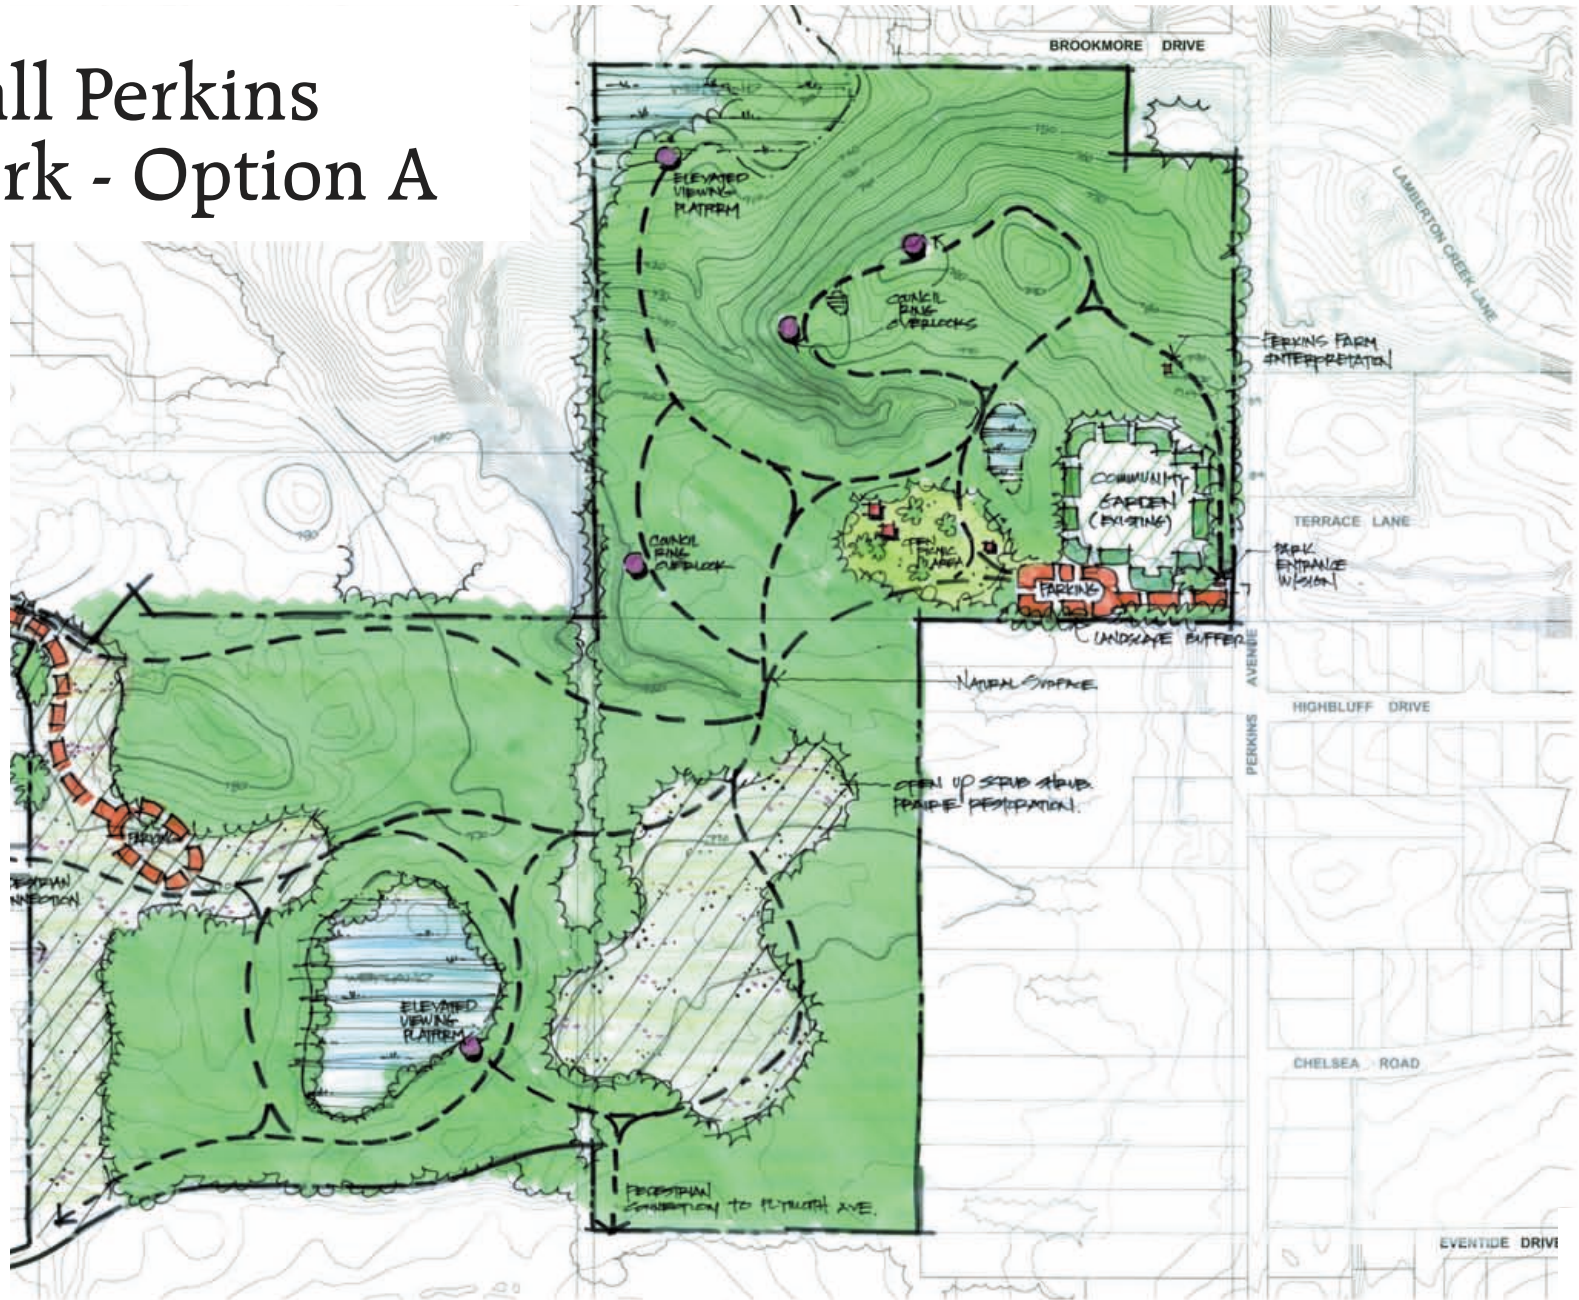 all Perkins
rk - Option A
BROOKMORE DRIVE
LAMBERTON CREEK LANE
WETLAND
ELEVATED
VIEWING
PLATFORM
COUNCIL
RING
OVERLOOKS
PERKINS FARM
INTERPRETATION
COMMUNITY
GARDEN
(EXISTING)
TERRACE LANE
PARK
ENTRANCE
W/SIGN
COUNCIL
RING
OVERLOOK
OPEN
PICNIC
AREA
PARKING
LANDSCAPE BUFFER
PERKINS AVENUE
NATURAL SURFACE
HIGHBLUFF DRIVE
OPEN UP SCRUB SHRUB
PRAIRIE RESTORATION.
PARKING
NNECTION
WETLAND
ELEVATED
VIEWING
PLATFORM
CHELSEA ROAD
PEDESTRIAN
CONNECTION TO PLYMOUTH AVE.
EVENTIDE DRIVE